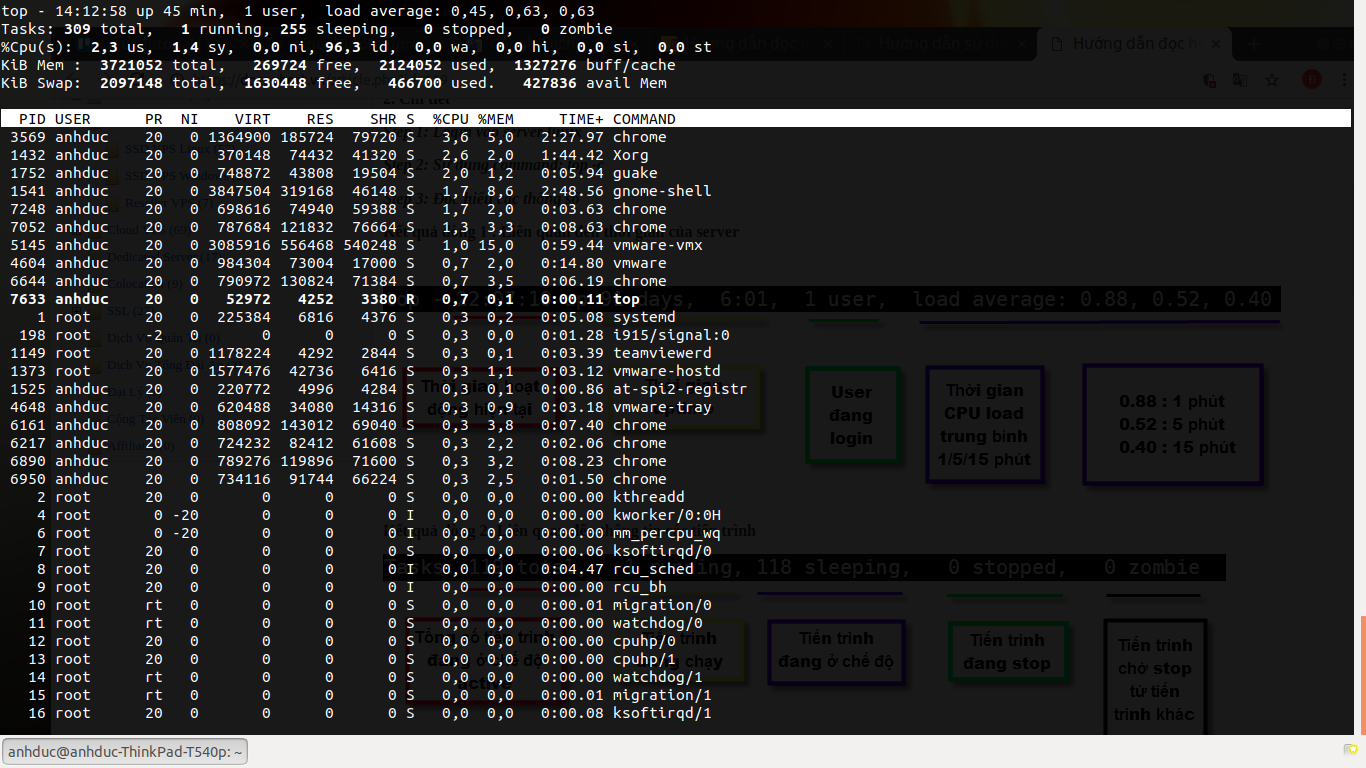 top - 14:12:58 up 45 min,  1 user,  load average: 0,45, 0,63, 0,63
Tasks: 309 total,   1 running, 255 sleeping,   0 stopped,   0 zombie
%Cpu(s):  2,3 us,  1,4 sy,  0,0 ni, 96,3 id,  0,0 wa,  0,0 hi,  0,0 si,  0,0 st
KiB Mem :  3721052 total,   269724 free,  2124052 used,  1327276 buff/cache
KiB Swap:  2097148 total,  1630448 free,   466700 used.   427836 avail Mem
PID USER PR NI VIRT RES SHR S %CPU %MEM TIME+ COMMAND
3569 anhduc 20 0 1364900 185724 79720 S 3,6 5,0 2:27.97 chrome
1432 anhduc 20 0 370148 74432 41320 S 2,6 2,0 1:44.42 Xorg
1752 anhduc 20 0 748872 43808 19504 S 2,0 1,2 0:05.94 guake
1541 anhduc 20 0 3847504 319168 46148 S 1,7 8,6 2:48.56 gnome-shell
7248 anhduc 20 0 698616 74940 59388 S 1,7 2,0 0:03.63 chrome
7052 anhduc 20 0 787684 121832 76664 S 1,3 3,3 0:08.63 chrome
5145 anhduc 20 0 3085916 556468 540248 S 1,0 15,0 0:59.44 vmware-vmx
4604 anhduc 20 0 984304 73004 17000 S 0,7 2,0 0:14.80 vmware
6644 anhduc 20 0 790972 130824 71384 S 0,7 3,5 0:06.19 chrome
7633 anhduc 20 0 52972 4252 3380 R 0,7 0,1 0:00.11 top
1 root 20 0 225384 6816 4376 S 0,3 0,2 0:05.08 systemd
198 root -2 0 0 0 0 S 0,3 0,0 0:01.28 i915/signal:0
1149 root 20 0 1178224 4292 2844 S 0,3 0,1 0:03.39 teamviewerd
1373 root 20 0 1577476 42736 6416 S 0,3 1,1 0:03.12 vmware-hostd
1525 anhduc 20 0 220772 4996 4284 S 0,3 0,1 0:00.86 at-spi2-registr
4648 anhduc 20 0 620488 34080 14316 S 0,3 0,9 0:03.18 vmware-tray
6161 anhduc 20 0 808092 143012 69040 S 0,3 3,8 0:07.40 chrome
6217 anhduc 20 0 724232 82412 61608 S 0,3 2,2 0:02.06 chrome
6890 anhduc 20 0 789276 119896 71600 S 0,3 3,2 0:08.23 chrome
6950 anhduc 20 0 734116 91744 66224 S 0,3 2,5 0:01.50 chrome
2 root 20 0 0 0 0 S 0,0 0,0 0:00.00 kthreadd
4 root 0 -20 0 0 0 I 0,0 0,0 0:00.00 kworker/0:0H
6 root 0 -20 0 0 0 I 0,0 0,0 0:00.00 mm_percpu_wq
7 root 20 0 0 0 0 S 0,0 0,0 0:00.06 ksoftirqd/0
8 root 20 0 0 0 0 I 0,0 0,0 0:04.47 rcu_sched
9 root 20 0 0 0 0 I 0,0 0,0 0:00.00 rcu_bh
10 root rt 0 0 0 0 S 0,0 0,0 0:00.01 migration/0
11 root rt 0 0 0 0 S 0,0 0,0 0:00.00 watchdog/0
12 root 20 0 0 0 0 S 0,0 0,0 0:00.00 cpuhp/0
13 root 20 0 0 0 0 S 0,0 0,0 0:00.00 cpuhp/1
14 root rt 0 0 0 0 S 0,0 0,0 0:00.00 watchdog/1
15 root rt 0 0 0 0 S 0,0 0,0 0:00.01 migration/1
16 root 20 0 0 0 0 S 0,0 0,0 0:00.08 ksoftirqd/1
Hướng dẫn đọc
days,  6:01,  1 user,  load average: 0.88, 0.52, 0.40
User
đang
login
Thời gian
CPU load
trung bình
1/5/15 phút
0.88 : 1 phút
0.52 : 5 phút
0.40 : 15 phút
118 sleeping,   0 stopped,   0 zombie
Tiến trình
đang ở chế độ
Tiến trình
đang stop
Tiến trình
chờ stop
từ tiến
trình khác
anhduc@anhduc-ThinkPad-T540p: ~